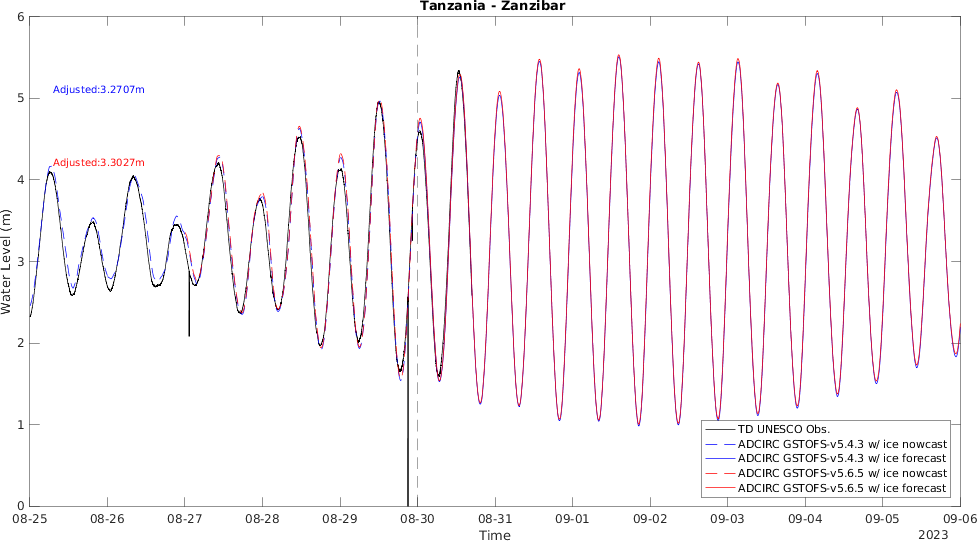 Tanzania - Zanzibar
6
5
4
3
2
1
0
Water Level (m)
Adjusted:3.2707m
Adjusted:3.3027m
TD UNESCO Obs.
ADCIRC GSTOFS-v5.4.3 w/ ice nowcast
ADCIRC GSTOFS-v5.4.3 w/ ice forecast
ADCIRC GSTOFS-v5.6.5 w/ ice nowcast
ADCIRC GSTOFS-v5.6.5 w/ ice forecast
08-25 08-26 08-27 08-28 08-29 08-30 08-31 09-01 09-02 09-03 09-04 09-05 09-06
Time
2023